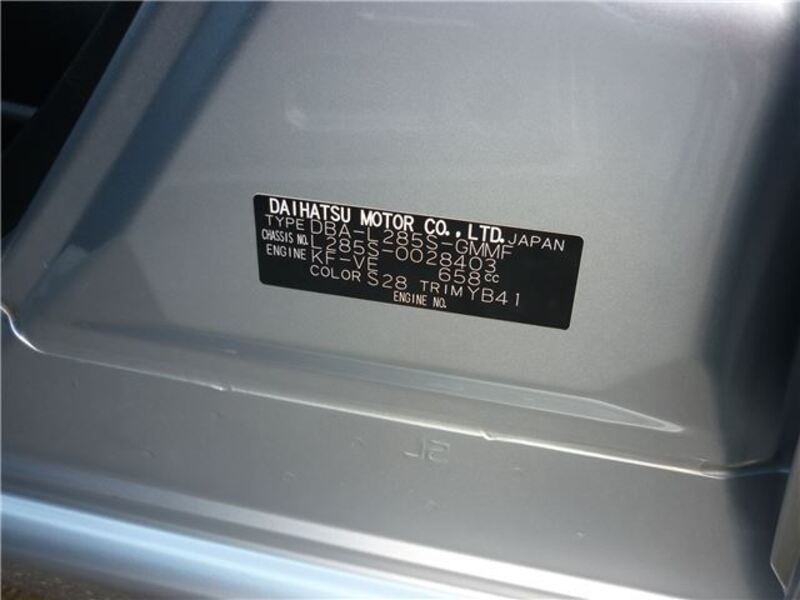 DAIHATSU MOTOR CO.,LTD. JAPAN
TYPE DBA-L285S-GMMF
CHASSIS NO. L285S-0028403
ENGINE KF-VE 658cc
COLOR S28 TRIM YB41
ENGINE NO.